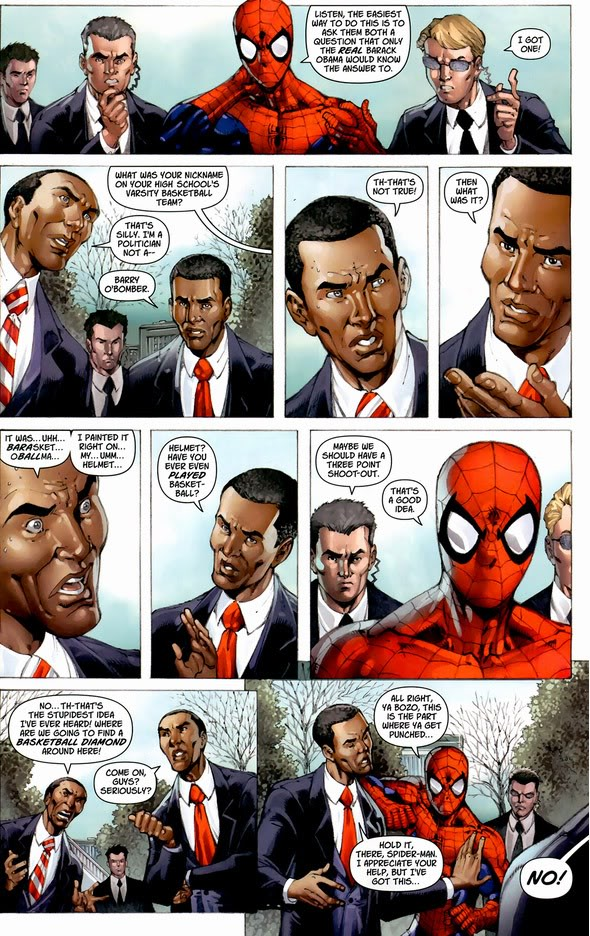 LISTEN, THE EASIEST
WAY TO DO THIS IS TO
ASK THEM BOTH A
QUESTION THAT ONLY
THE REAL BARACK
OBAMA WOULD KNOW
THE ANSWER TO.
I GOT
ONE!
WHAT WAS YOUR NICKNAME
ON YOUR HIGH SCHOOL'S
VARSITY BASKETBALL
TEAM?
THAT'S
SILLY. I'M A
POLITICIAN
NOT A--
BARRY
O'BOMBER.
TH-THAT'S
NOT TRUE!
THEN
WHAT
WAS IT?
IT WAS...UHH...
BARASKET...
OBALLMA...
I PAINTED IT
RIGHT ON...
MY...UMM...
HELMET...
HELMET?
HAVE YOU
EVER EVEN
PLAYED
BASKET-
BALL?
MAYBE WE
SHOULD HAVE A
THREE POINT
SHOOT-OUT.
THAT'S
A GOOD
IDEA.
NO...TH-THAT'S
THE STUPIDEST IDEA
I'VE EVER HEARD! WHERE
ARE WE GOING TO FIND A
BASKETBALL DIAMOND
AROUND HERE!
COME ON,
GUYS?
SERIOUSLY?
ALL RIGHT,
YA BOZO, THIS
IS THE PART
WHERE YA GET
PUNCHED...
HOLD IT,
THERE, SPIDER-MAN.
I APPRECIATE YOUR
HELP, BUT I'VE
GOT THIS...
NO!